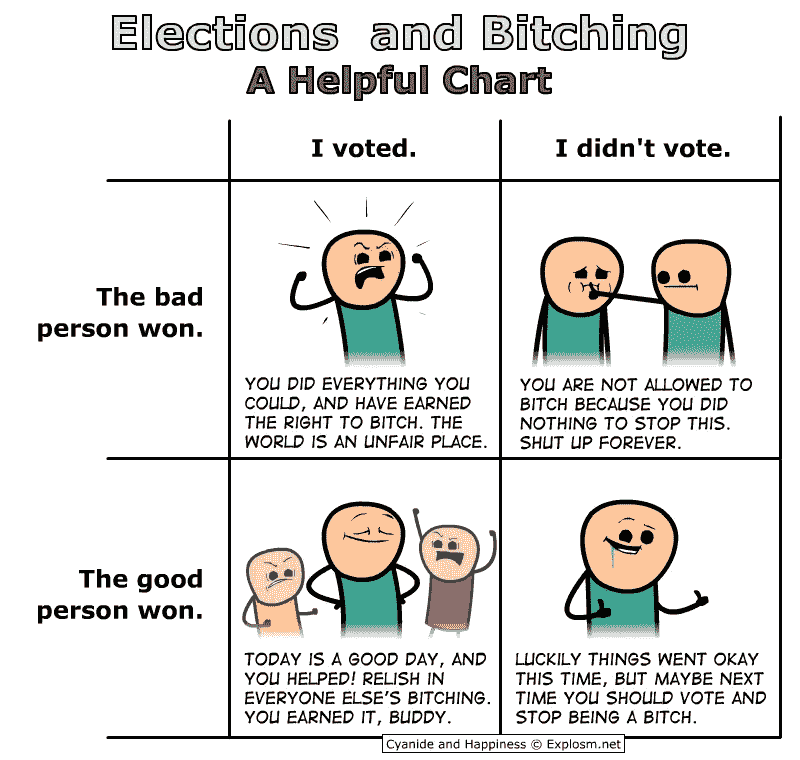 Elections and Bitching
A Helpful Chart
I voted.
I didn't vote.
The bad
person won.
YOU DID EVERYTHING YOU
COULD, AND HAVE EARNED
THE RIGHT TO BITCH. THE
WORLD IS AN UNFAIR PLACE.
YOU ARE NOT ALLOWED TO
BITCH BECAUSE YOU DID
NOTHING TO STOP THIS.
SHUT UP FOREVER.
The good
person won.
TODAY IS A GOOD DAY, AND
YOU HELPED! RELISH IN
EVERYONE ELSE'S BITCHING.
YOU EARNED IT, BUDDY.
LUCKILY THINGS WENT OKAY
THIS TIME, BUT MAYBE NEXT
TIME YOU SHOULD VOTE AND
STOP BEING A BITCH.
Cyanide and Happiness © Explosm.net